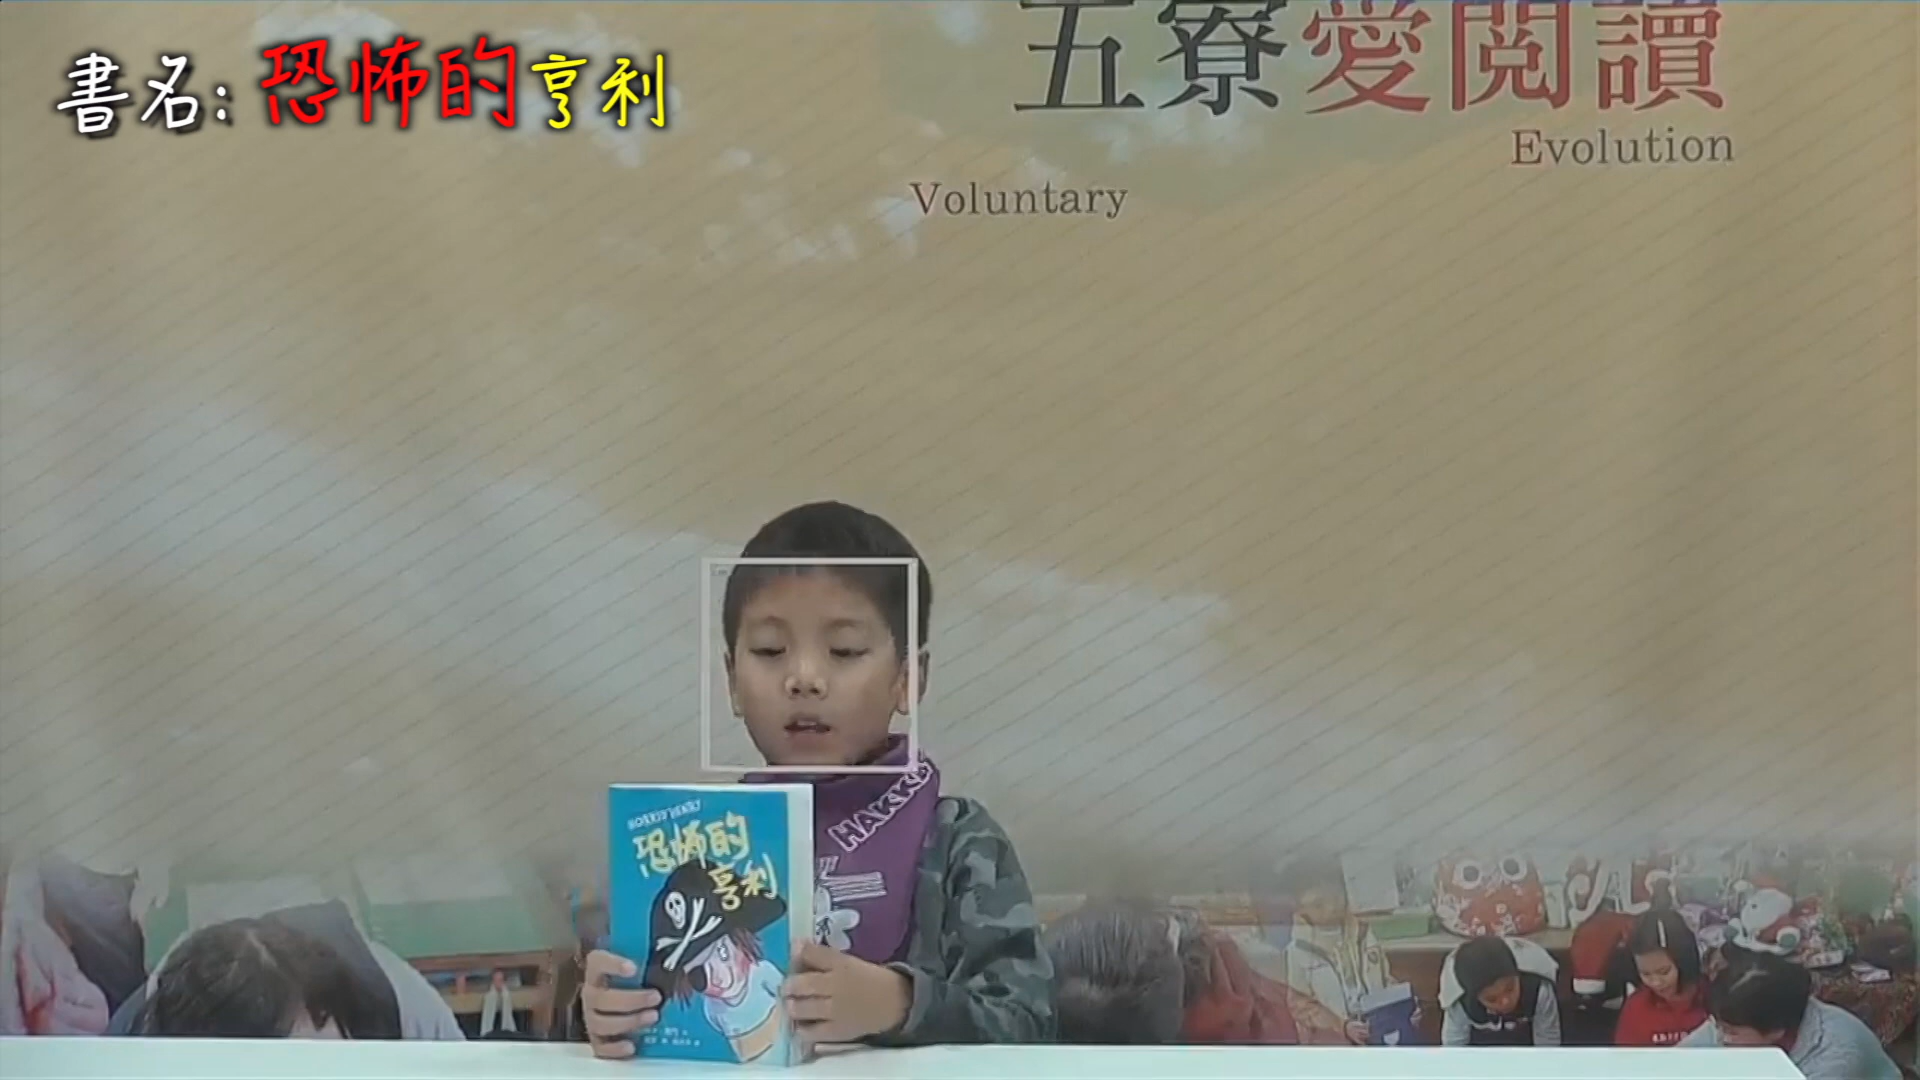 書名:恐怖的亨利
五寮愛閱讀
Evolution
Voluntary
HORRID HENRY
恐怖的
亨利
HAKKA